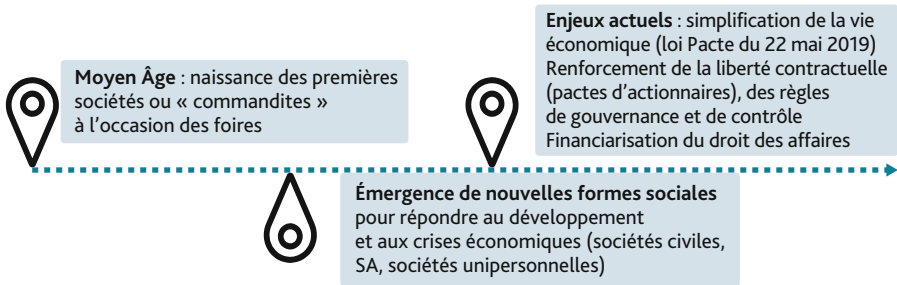 Moyen Âge : naissance des premières
sociétés ou « commandites »
à l'occasion des foires
Émergence de nouvelles formes sociales
pour répondre au développement
et aux crises économiques (sociétés civiles,
SA, sociétés unipersonnelles)
Enjeux actuels : simplification de la vie
économique (loi Pacte du 22 mai 2019)
Renforcement de la liberté contractuelle
(pactes d'actionnaires), des règles
de gouvernance et de contrôle
Financiarisation du droit des affaires